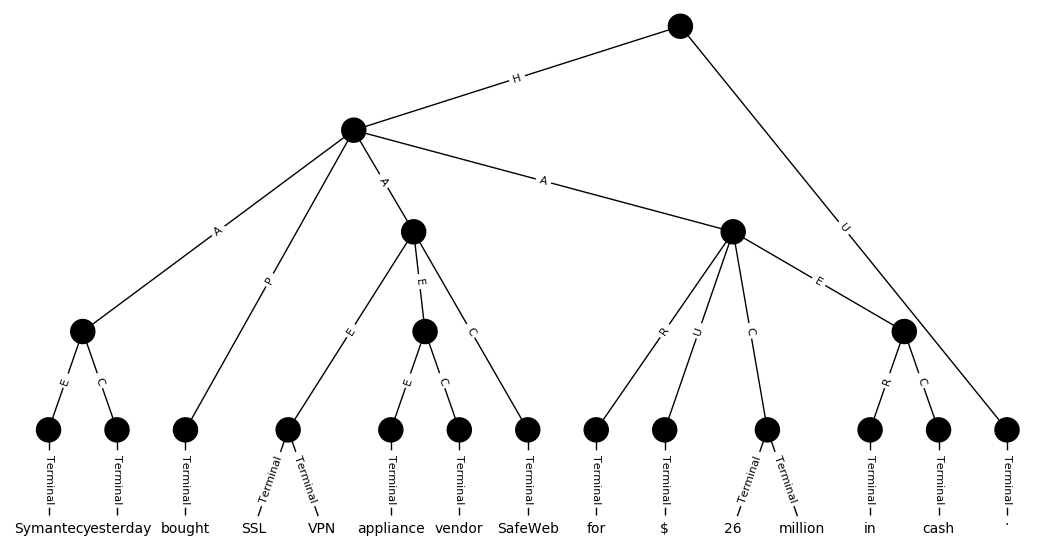 H
A
A
U
A
P
E
E
E
C
R
U
C
E
C
E
C
R
C
Terminal Terminal Terminal Terminal Terminal Terminal Terminal Terminal Terminal Terminal Terminal Terminal Terminal Terminal Terminal
Symantec yesterday bought SSL VPN appliance vendor SafeWeb for $ 26 million in cash .